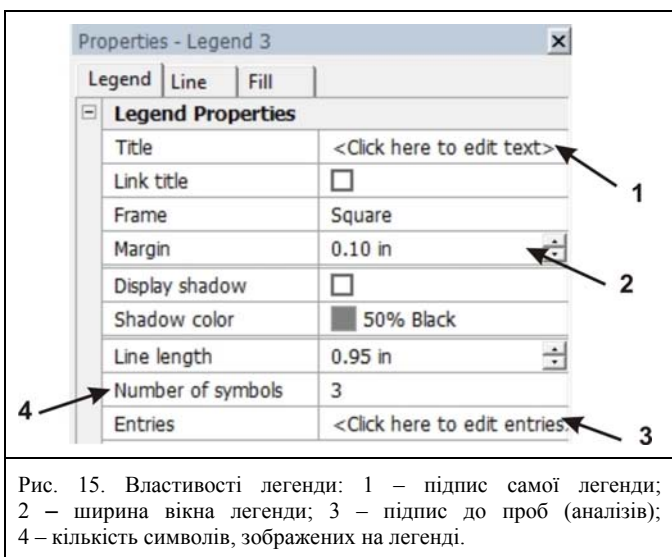 Properties - Legend 3
Legend Line Fill
Legend Properties
Title <Click here to edit text>
1
Link title
Frame Square
Margin 0.10 in
2
Display shadow
Shadow color 50% Black
Line length 0.95 in
4 Number of symbols 3
Entries <Click here to edit entries.
3
Рис. 15. Властивості легенди: 1 – підпис самої легенди;
2 – ширина вікна легенди; 3 – підпис до проб (аналізів);
4 – кількість символів, зображених на легенді.